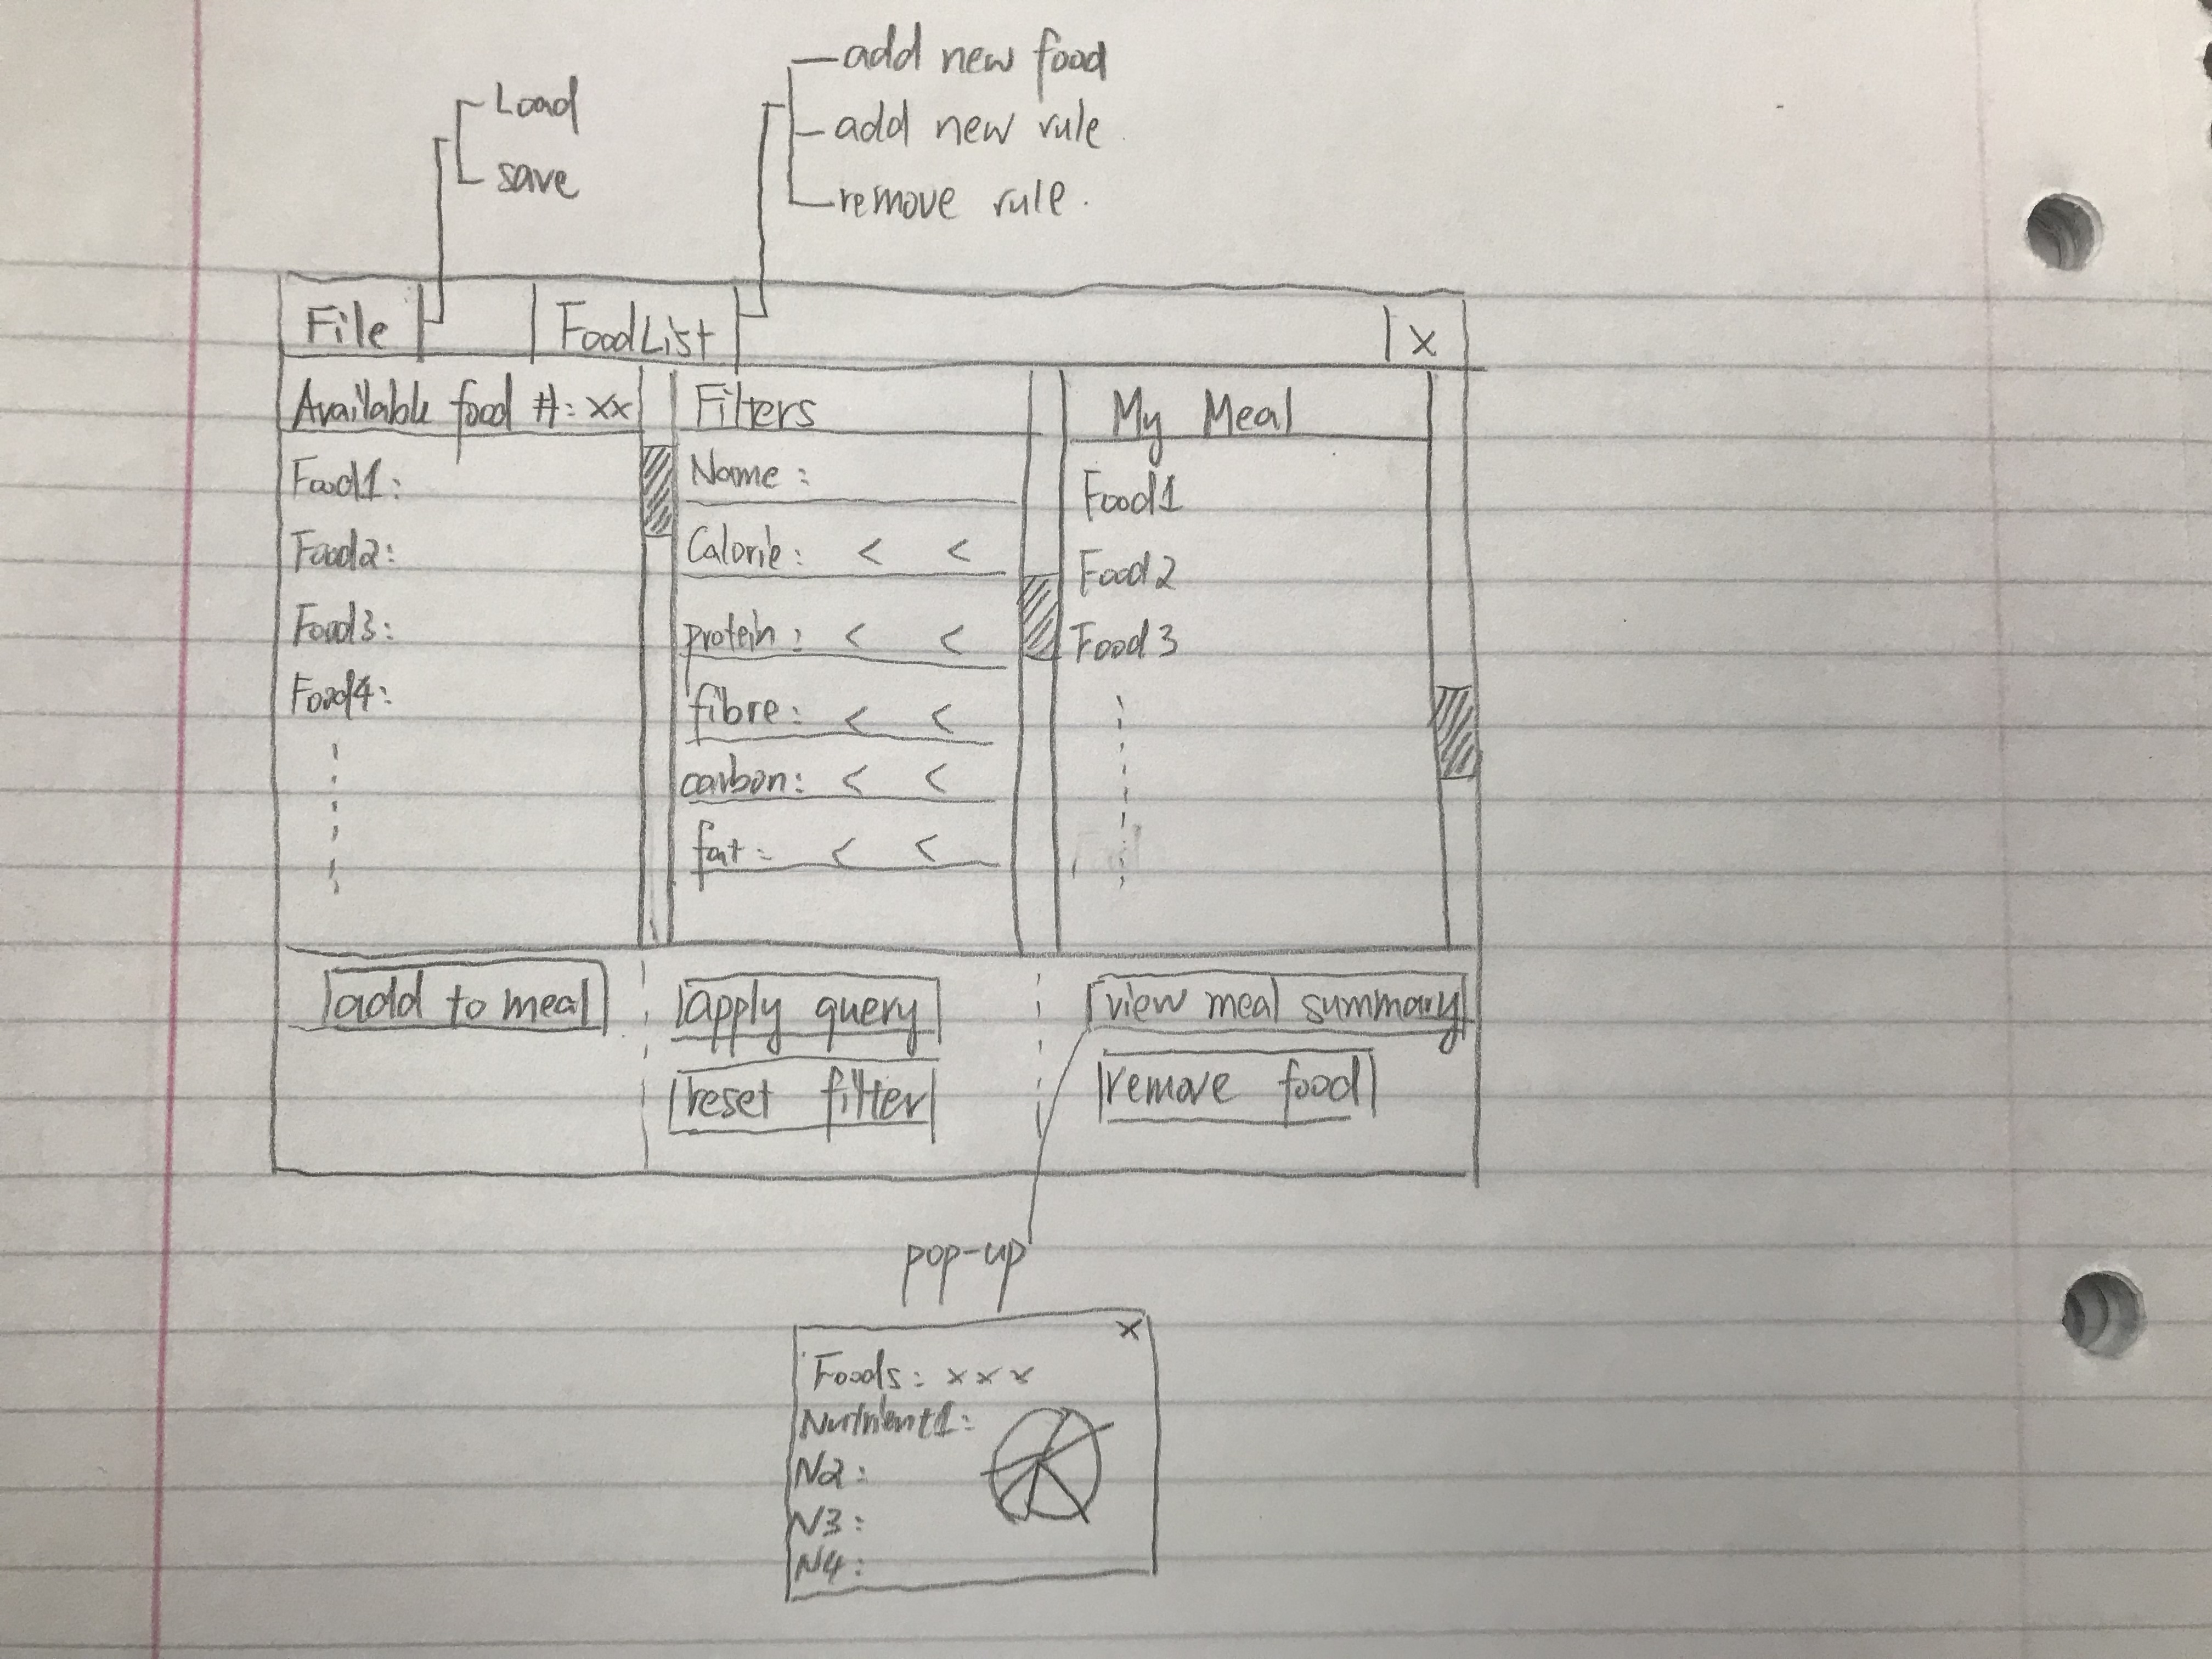 add new food
Load
add new rule.
save
remove rule.
File FoodList X
Available food #: xx Filters My Meal
Food1: Name: Food1
Food2: Calorie: < < Food2
Food3: protein: < < Food3
Food4: fibre: < <
carbon: < <
fat: < <
add to meal apply query view meal summary
reset filter remove food
pop-up
x
Foods: xxx
Nutrient1:
N2:
N3:
N4: